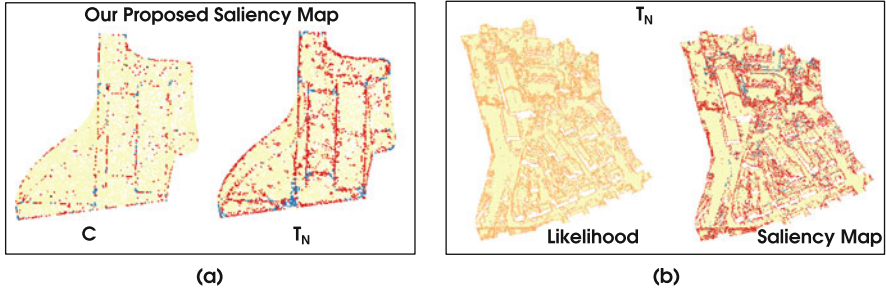 Our Proposed Saliency Map
C
T_N
(a)
T_N
Likelihood
Saliency Map
(b)